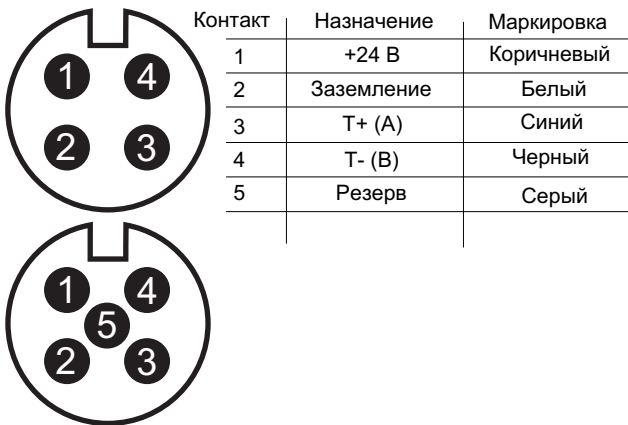 Контакт Назначение Маркировка
1 +24 В Коричневый
2 Заземление Белый
3 T+ (A) Синий
4 T- (B) Черный
5 Резерв Серый
1 4
2 3
1 4
5
2 3